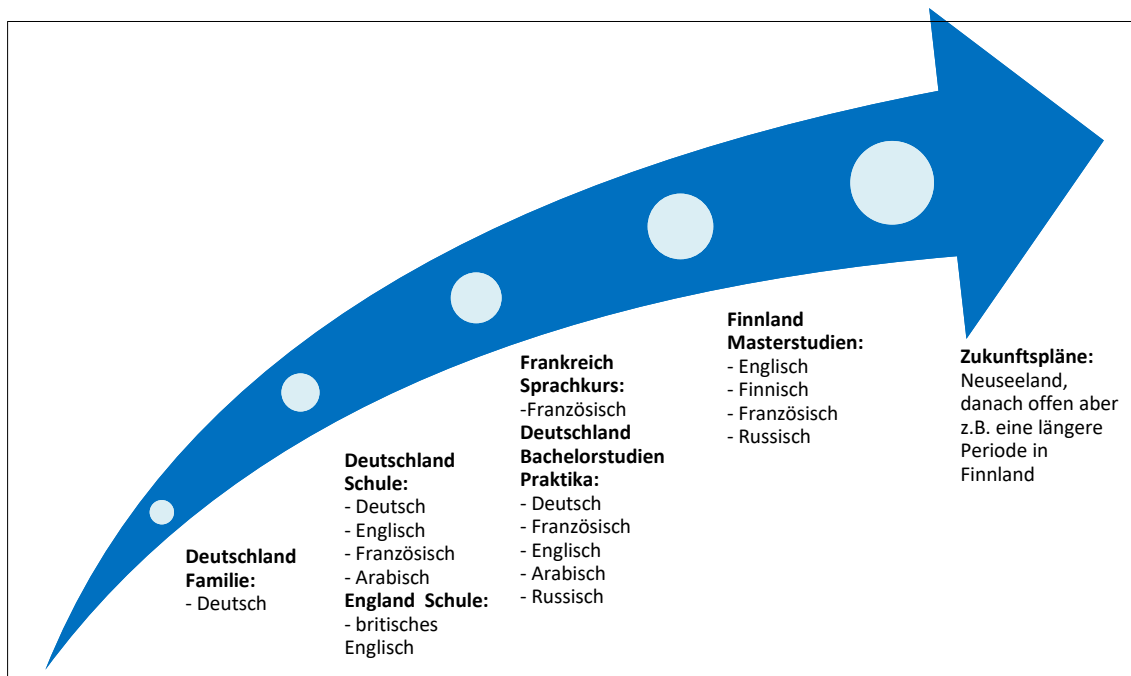 Deutschland
Familie:
- Deutsch
Deutschland
Schule:
- Deutsch
- Englisch
- Französisch
- Arabisch
England  Schule:
- britisches
Englisch
Frankreich
Sprachkurs:
-Französisch
Deutschland
Bachelorstudien
Praktika:
- Deutsch
- Französisch
- Englisch
- Arabisch
- Russisch
Finnland
Masterstudien:
- Englisch
- Finnisch
- Französisch
- Russisch
Zukunftspläne:
Neuseeland,
danach offen aber
z.B. eine längere
Periode in
Finnland